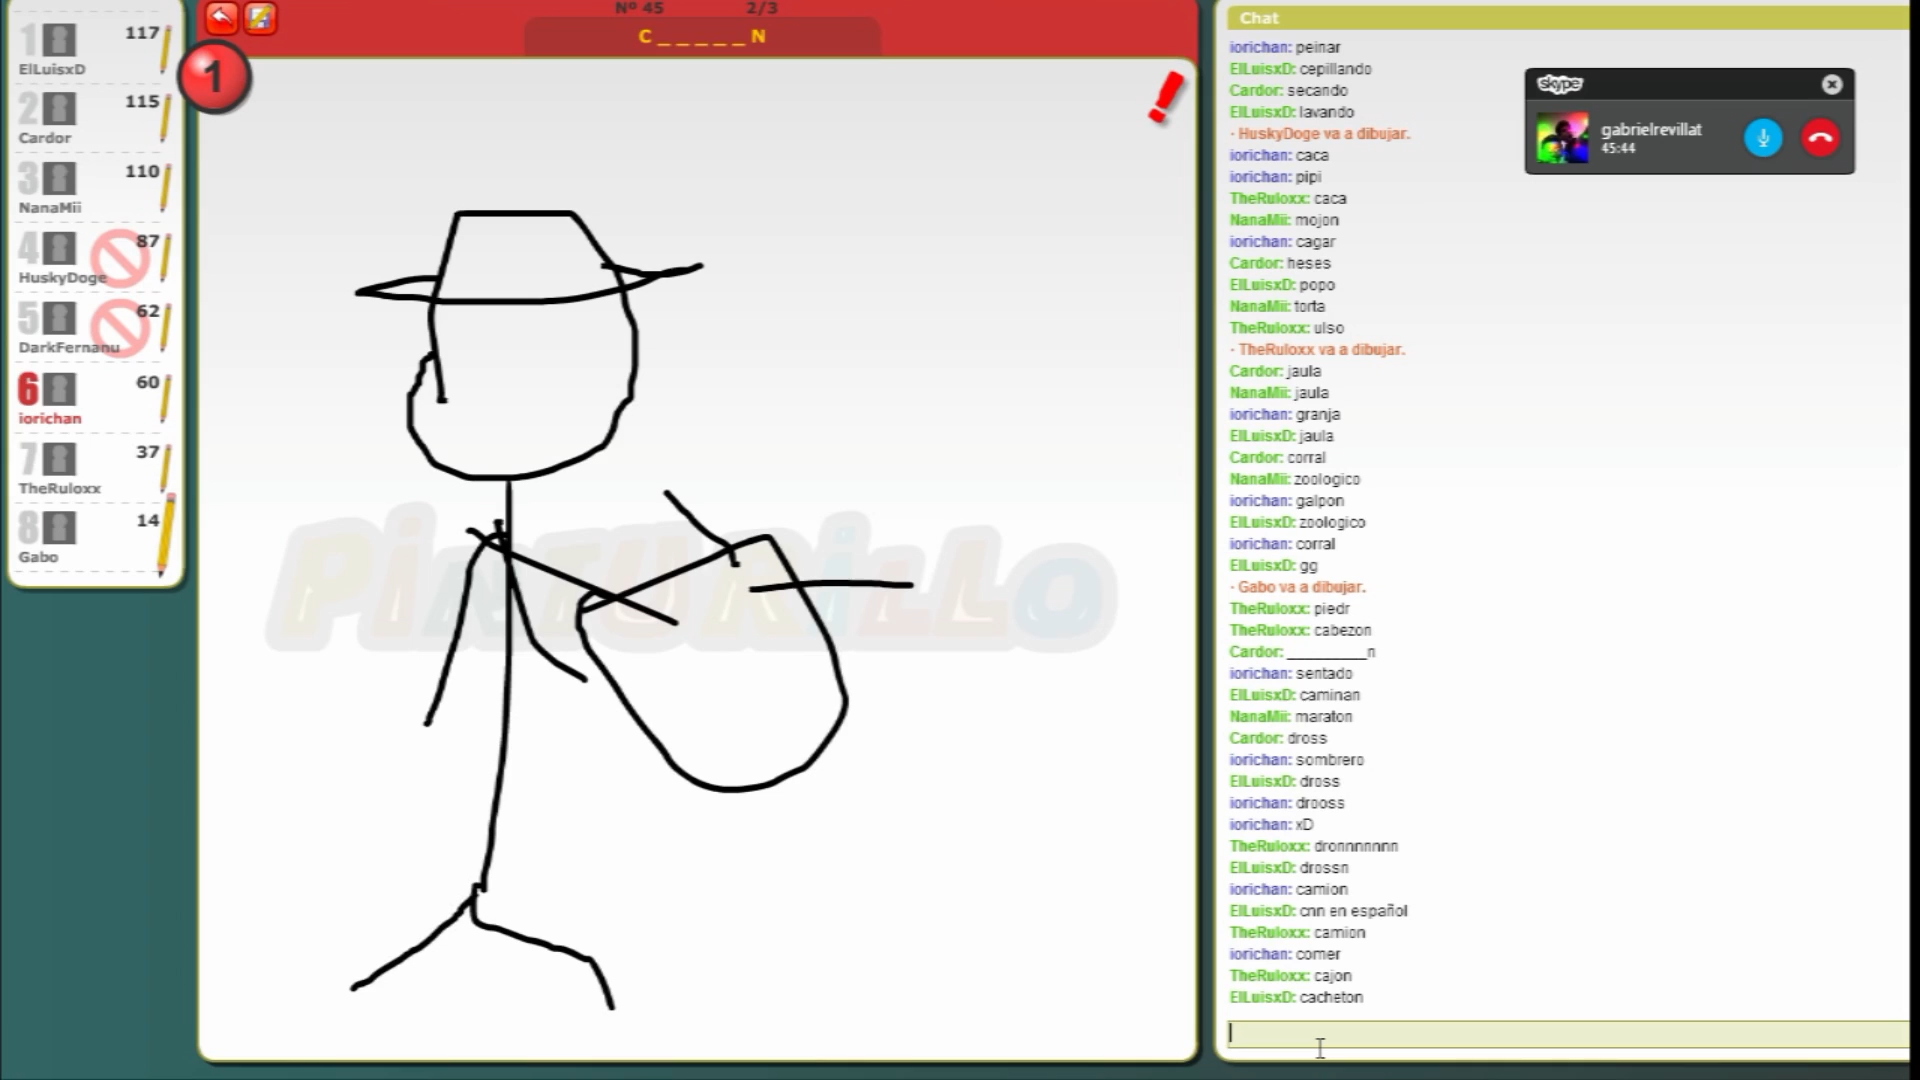 Nº 45 2/3
C _ _ _ _ _ N
1 117
ElLuisxD
2 115
Cardor
3 110
NanaMii
4 87
HuskyDoge
5 62
DarkFernanu
6 60
iorichan
7 37
TheRuloxx
8 14
Gabo
1
!
PINTURILLO
Chat
iorichan: peinar
ElLuisxD: cepillando
Cardor: secando
ElLuisxD: lavando
· HuskyDoge va a dibujar.
iorichan: caca
iorichan: pipi
TheRuloxx: caca
NanaMii: mojon
iorichan: cagar
Cardor: heses
ElLuisxD: popo
NanaMii: torta
TheRuloxx: ulso
· TheRuloxx va a dibujar.
Cardor: jaula
NanaMii: jaula
iorichan: granja
ElLuisxD: jaula
Cardor: corral
NanaMii: zoologico
iorichan: galpon
ElLuisxD: zoologico
iorichan: corral
ElLuisxD: gg
· Gabo va a dibujar.
TheRuloxx: piedr
TheRuloxx: cabezon
Cardor: __________n
iorichan: sentado
ElLuisxD: caminan
NanaMii: maraton
Cardor: dross
iorichan: sombrero
ElLuisxD: dross
iorichan: drooss
iorichan: xD
TheRuloxx: dronnnnnnn
ElLuisxD: drossn
iorichan: camion
ElLuisxD: cnn en español
TheRuloxx: camion
iorichan: comer
TheRuloxx: cajon
ElLuisxD: cacheton
skype
gabrielrevillat
45:44